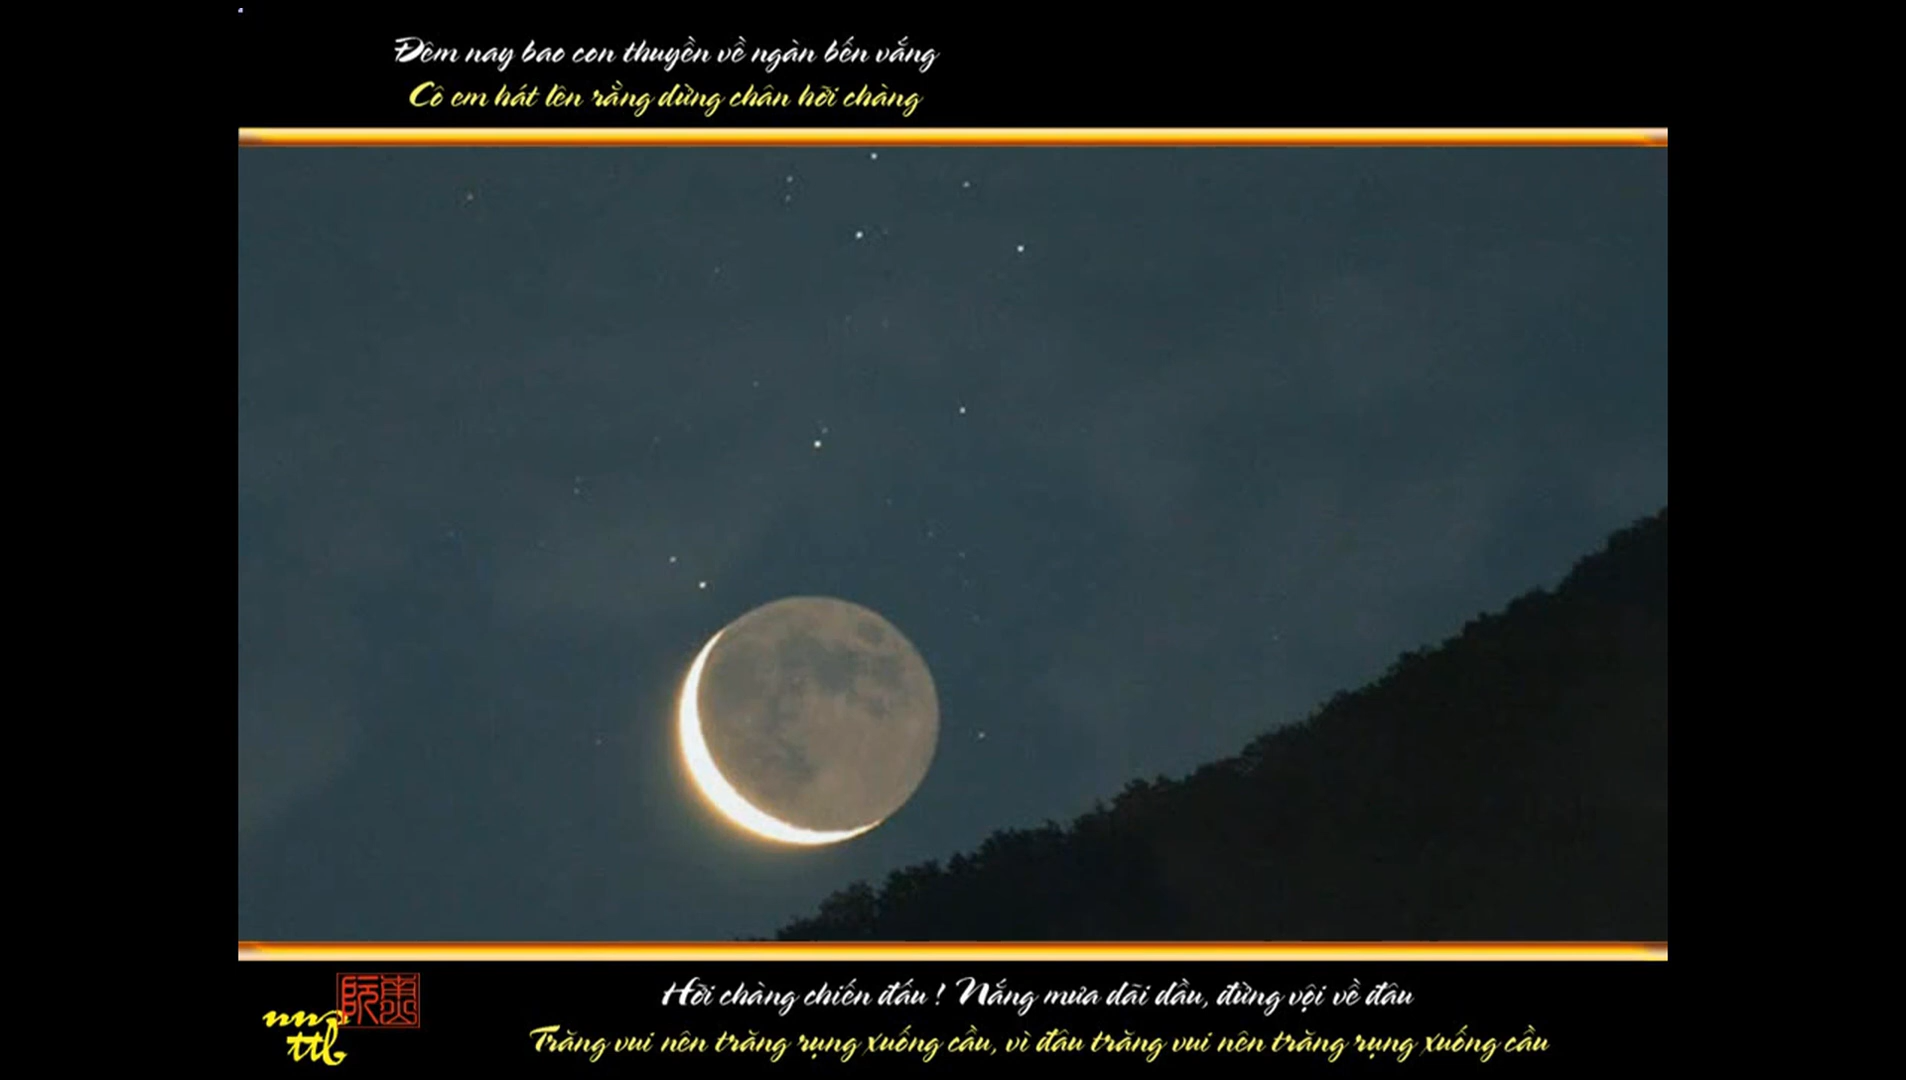 Đêm nay bao con thuyền về ngàn bến vắng
Cô em hát lên rằng dừng chân hỡi chàng
Hỡi chàng chiến đấu ! Nắng mưa dãi dầu, đừng vội về đâu
Trăng vui nên trăng rụng xuống cầu, vì đâu trăng vui nên trăng rụng xuống cầu
nns
ttb